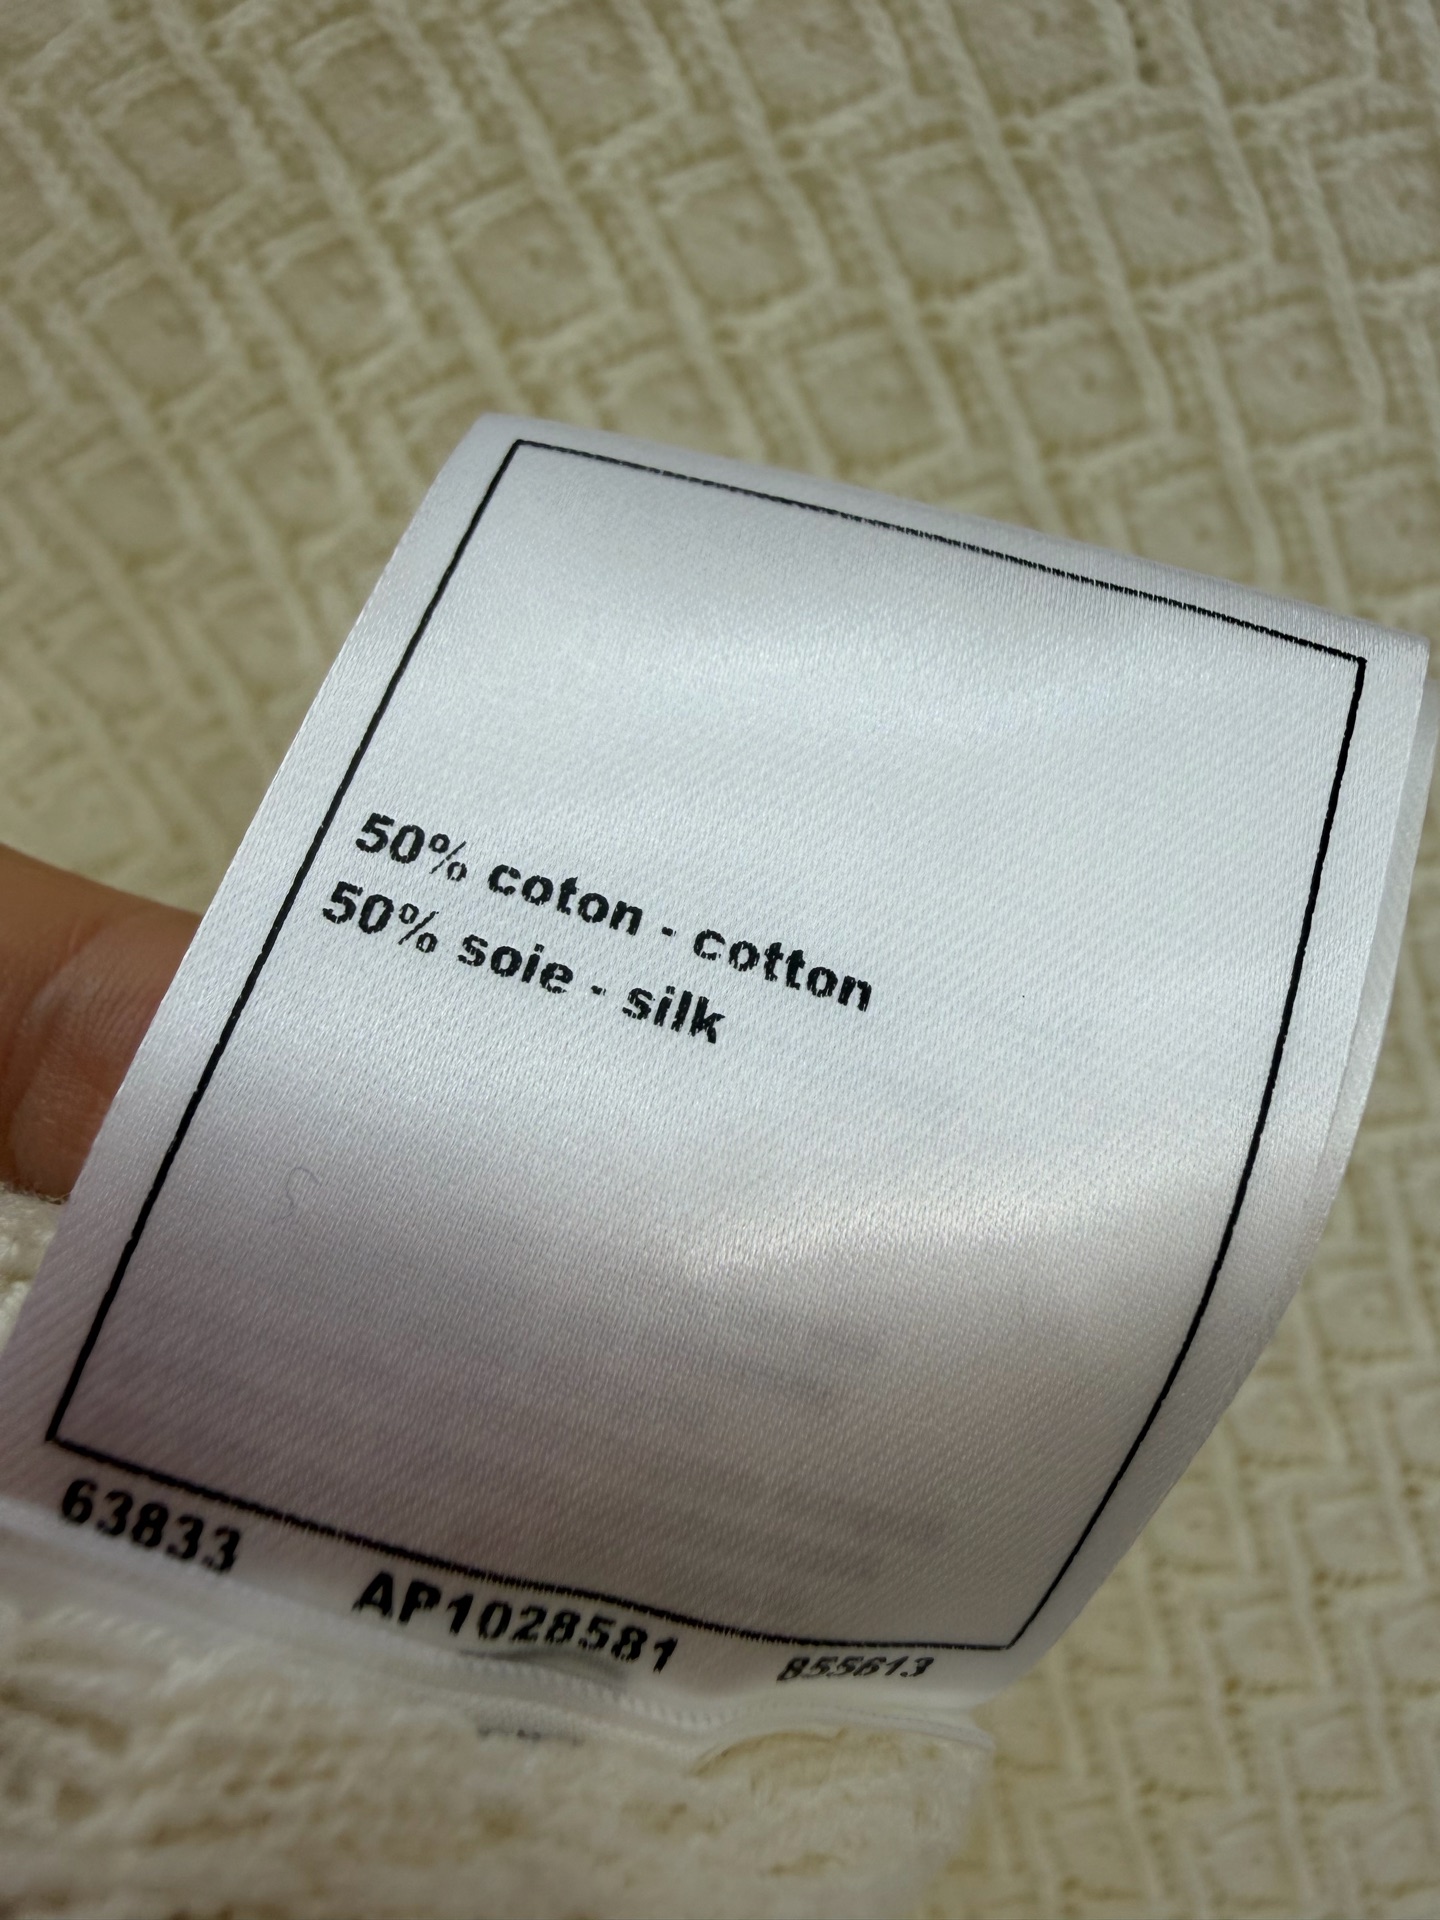 50% coton - cotton
50% soie - silk
63833 AP1028581 855613